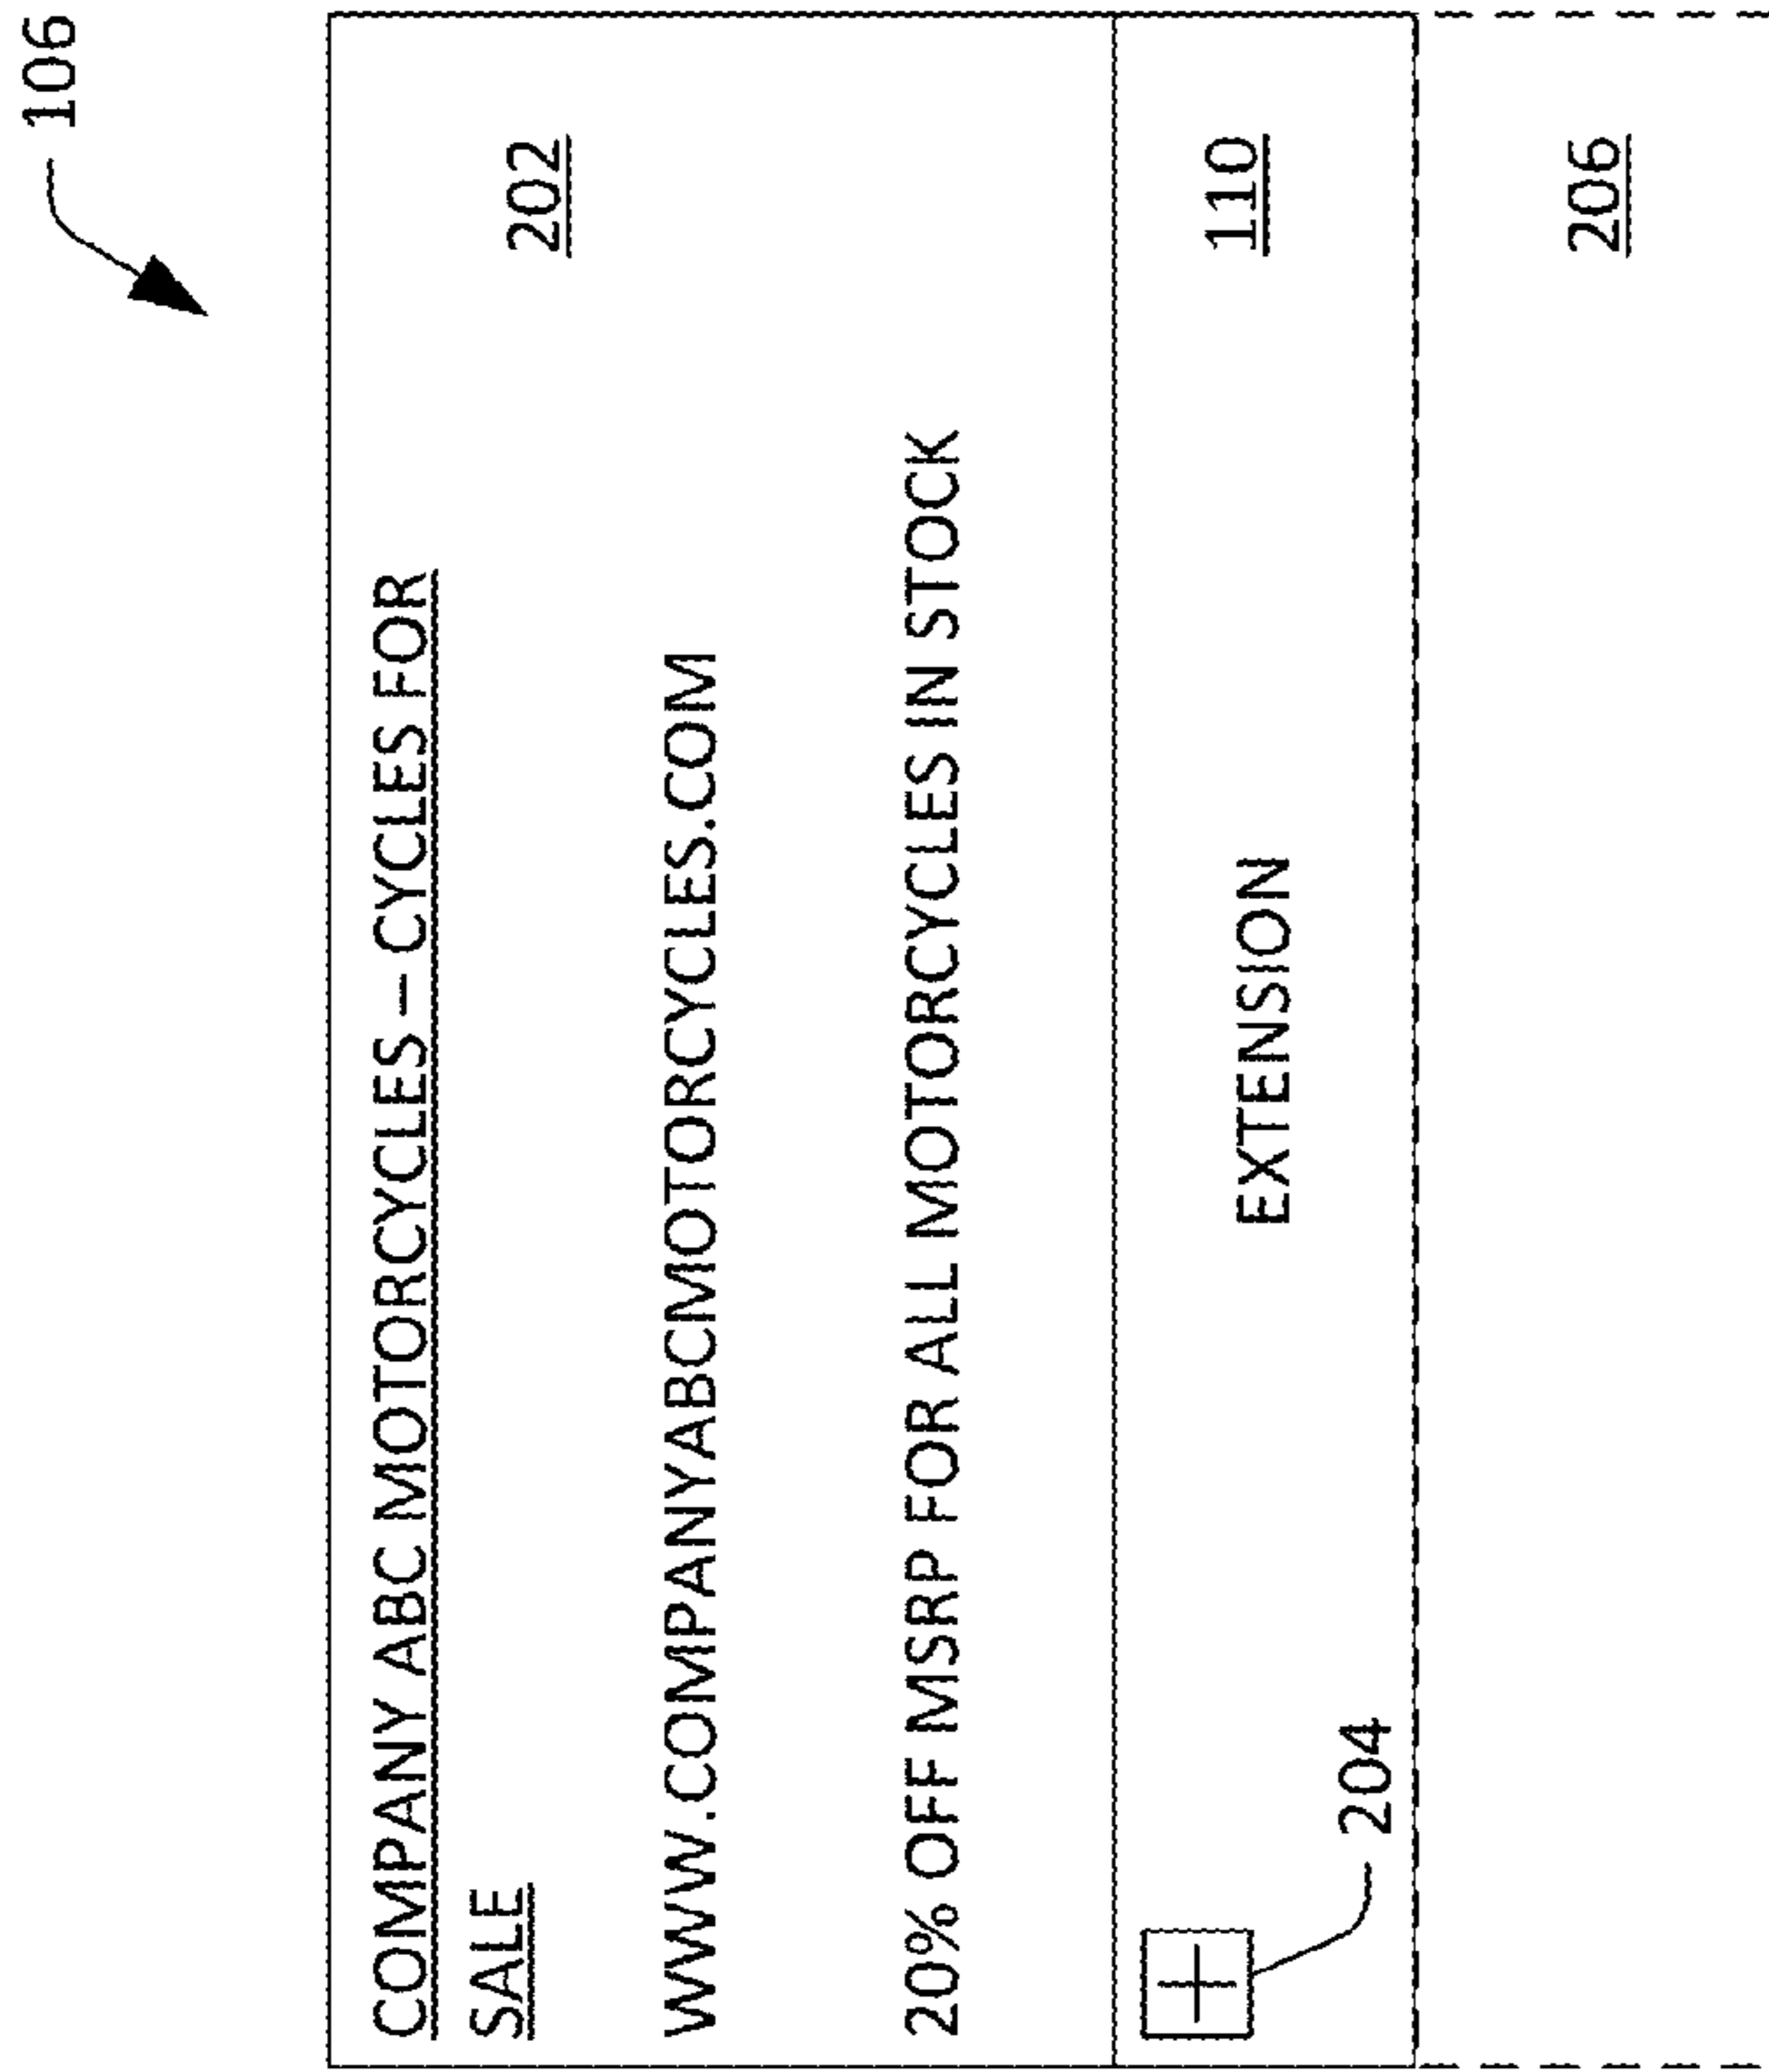 106
COMPANY ABC MOTORCYCLES – CYCLES FOR
SALE
202
WWW.COMPANYABCMOTORCYCLES.COM
20% OFF MSRP FOR ALL MOTORCYCLES IN STOCK
110
EXTENSION
204
206